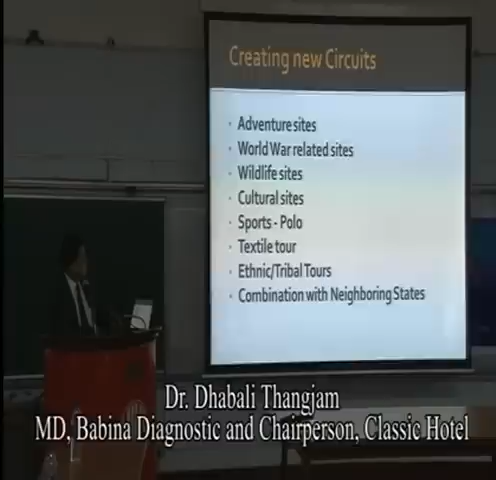 Creating new Circuits
· Adventure sites
· World War related sites
· Wildlife sites
· Cultural sites
· Sports - Polo
· Textile tour
· Ethnic/Tribal Tours
· Combination with Neighboring States
Dr. Dhabali Thangjam
MD, Babina Diagnostic and Chairperson, Classic Hotel